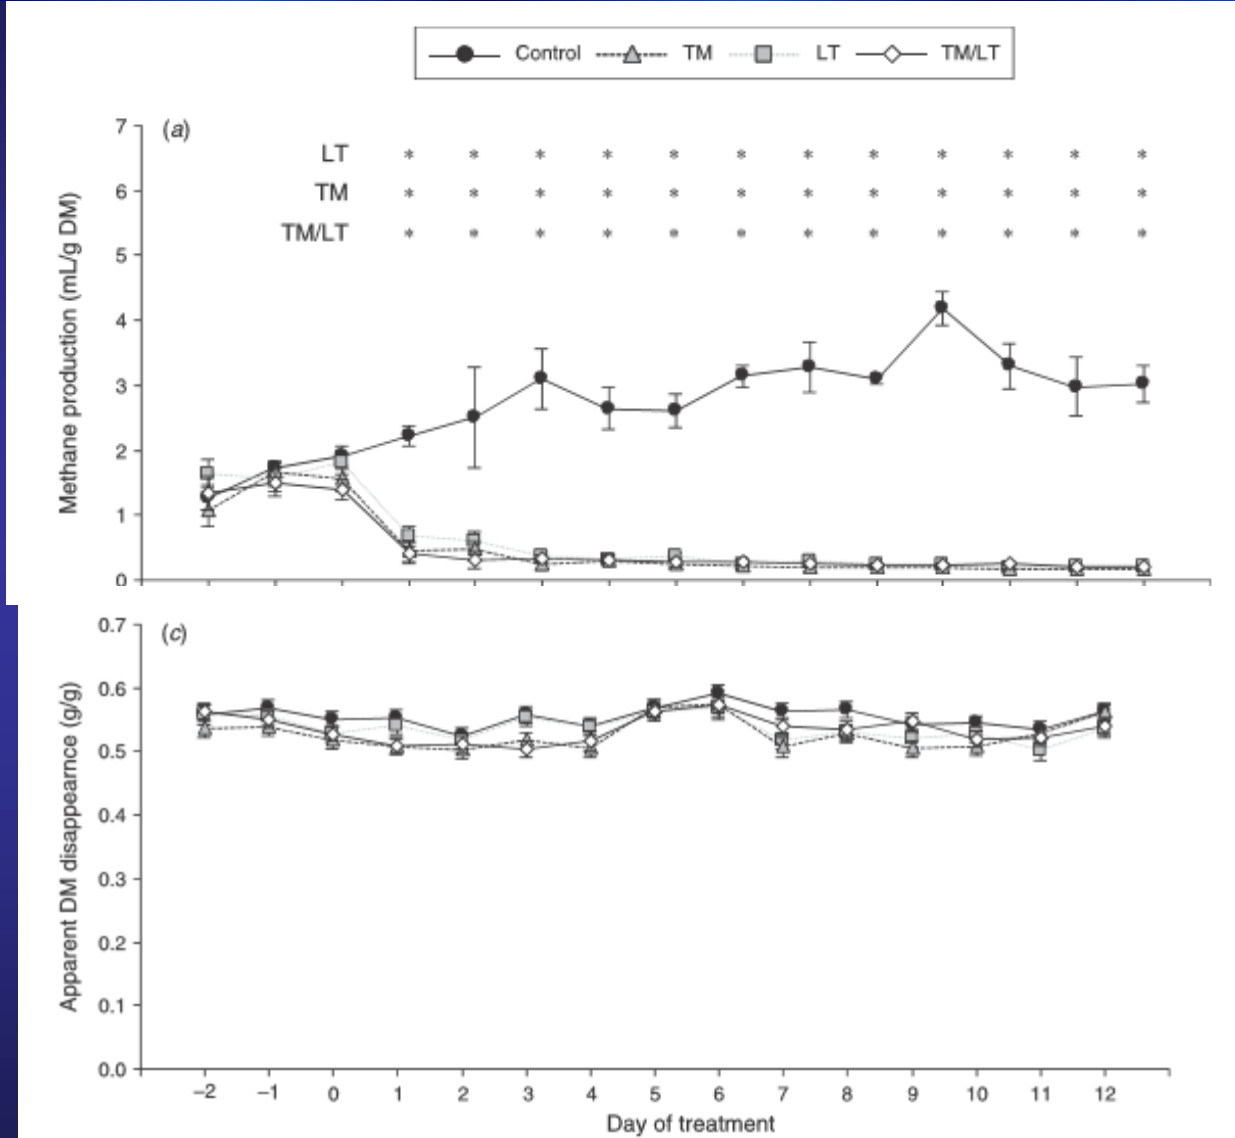 Control TM LT TM/LT
(a)
7
6
5
4
3
2
1
0
Methane production (mL/g DM)
LT * * * * * * * * * * * *
TM * * * * * * * * * * * *
TM/LT * * * * * * * * * * * *
(c)
0.7
0.6
0.5
0.4
0.3
0.2
0.1
0.0
Apparent DM disappearnce (g/g)
–2 –1 0 1 2 3 4 5 6 7 8 9 10 11 12
Day of treatment